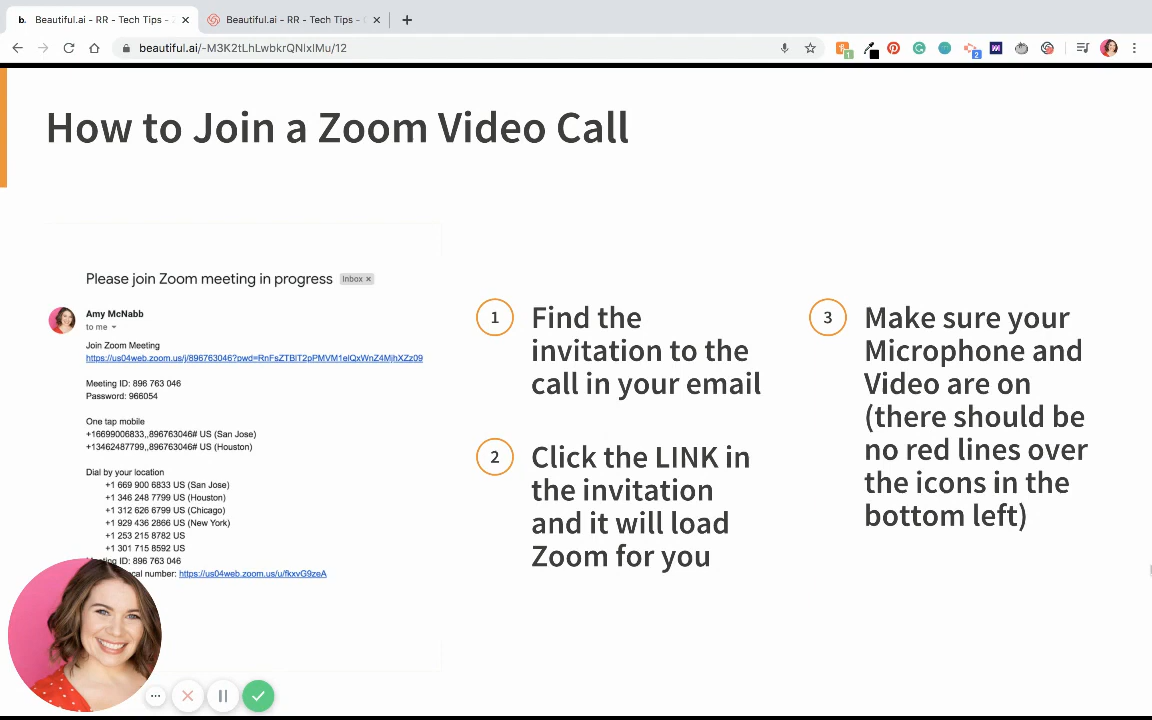 b. Beautiful.ai - RR - Tech Tips -
Beautiful.ai - RR - Tech Tips -
beautiful.ai/-M3K2tLhLwbkrQNlxIMu/12
1
2
How to Join a Zoom Video Call
Please join Zoom meeting in progress Inbox x
Amy McNabb
to me
Join Zoom Meeting
https://us04web.zoom.us/j/896763046?pwd=RnFsZTBIT2pPMVM1elQxWnZ4MjhXZz09
Meeting ID: 896 763 046
Password: 966054
One tap mobile
+16699006833,,896763046# US (San Jose)
+13462487799,,896763046# US (Houston)
Dial by your location
+1 669 900 6833 US (San Jose)
+1 346 248 7799 US (Houston)
+1 312 626 6799 US (Chicago)
+1 929 436 2866 US (New York)
+1 253 215 8782 US
+1 301 715 8592 US
ting ID: 896 763 046
cal number: https://us04web.zoom.us/u/fkxvG9zeA
1
Find the
invitation to the
call in your email
2
Click the LINK in
the invitation
and it will load
Zoom for you
3
Make sure your
Microphone and
Video are on
(there should be
no red lines over
the icons in the
bottom left)